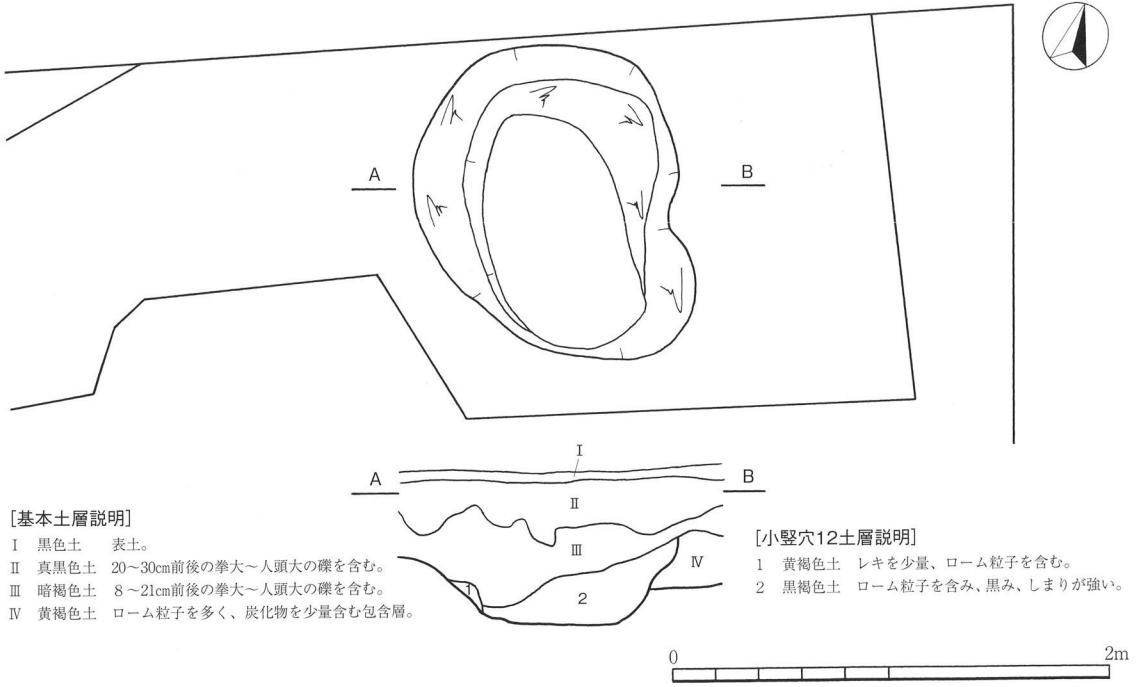 A
B
I
A
B
Ⅱ
Ⅲ
Ⅳ
1
2
[基本土層説明]
Ⅰ 黒色土 表土。
Ⅱ 真黒色土 20～30cm前後の拳大～人頭大の礫を含む。
Ⅲ 暗褐色土 8～21cm前後の拳大～人頭大の礫を含む。
Ⅳ 黄褐色土 ローム粒子を多く、炭化物を少量含む包含層。
[小竪穴12土層説明]
1 黄褐色土 レキを少量、ローム粒子を含む。
2 黒褐色土 ローム粒子を含み、黒み、しまりが強い。
0 2m